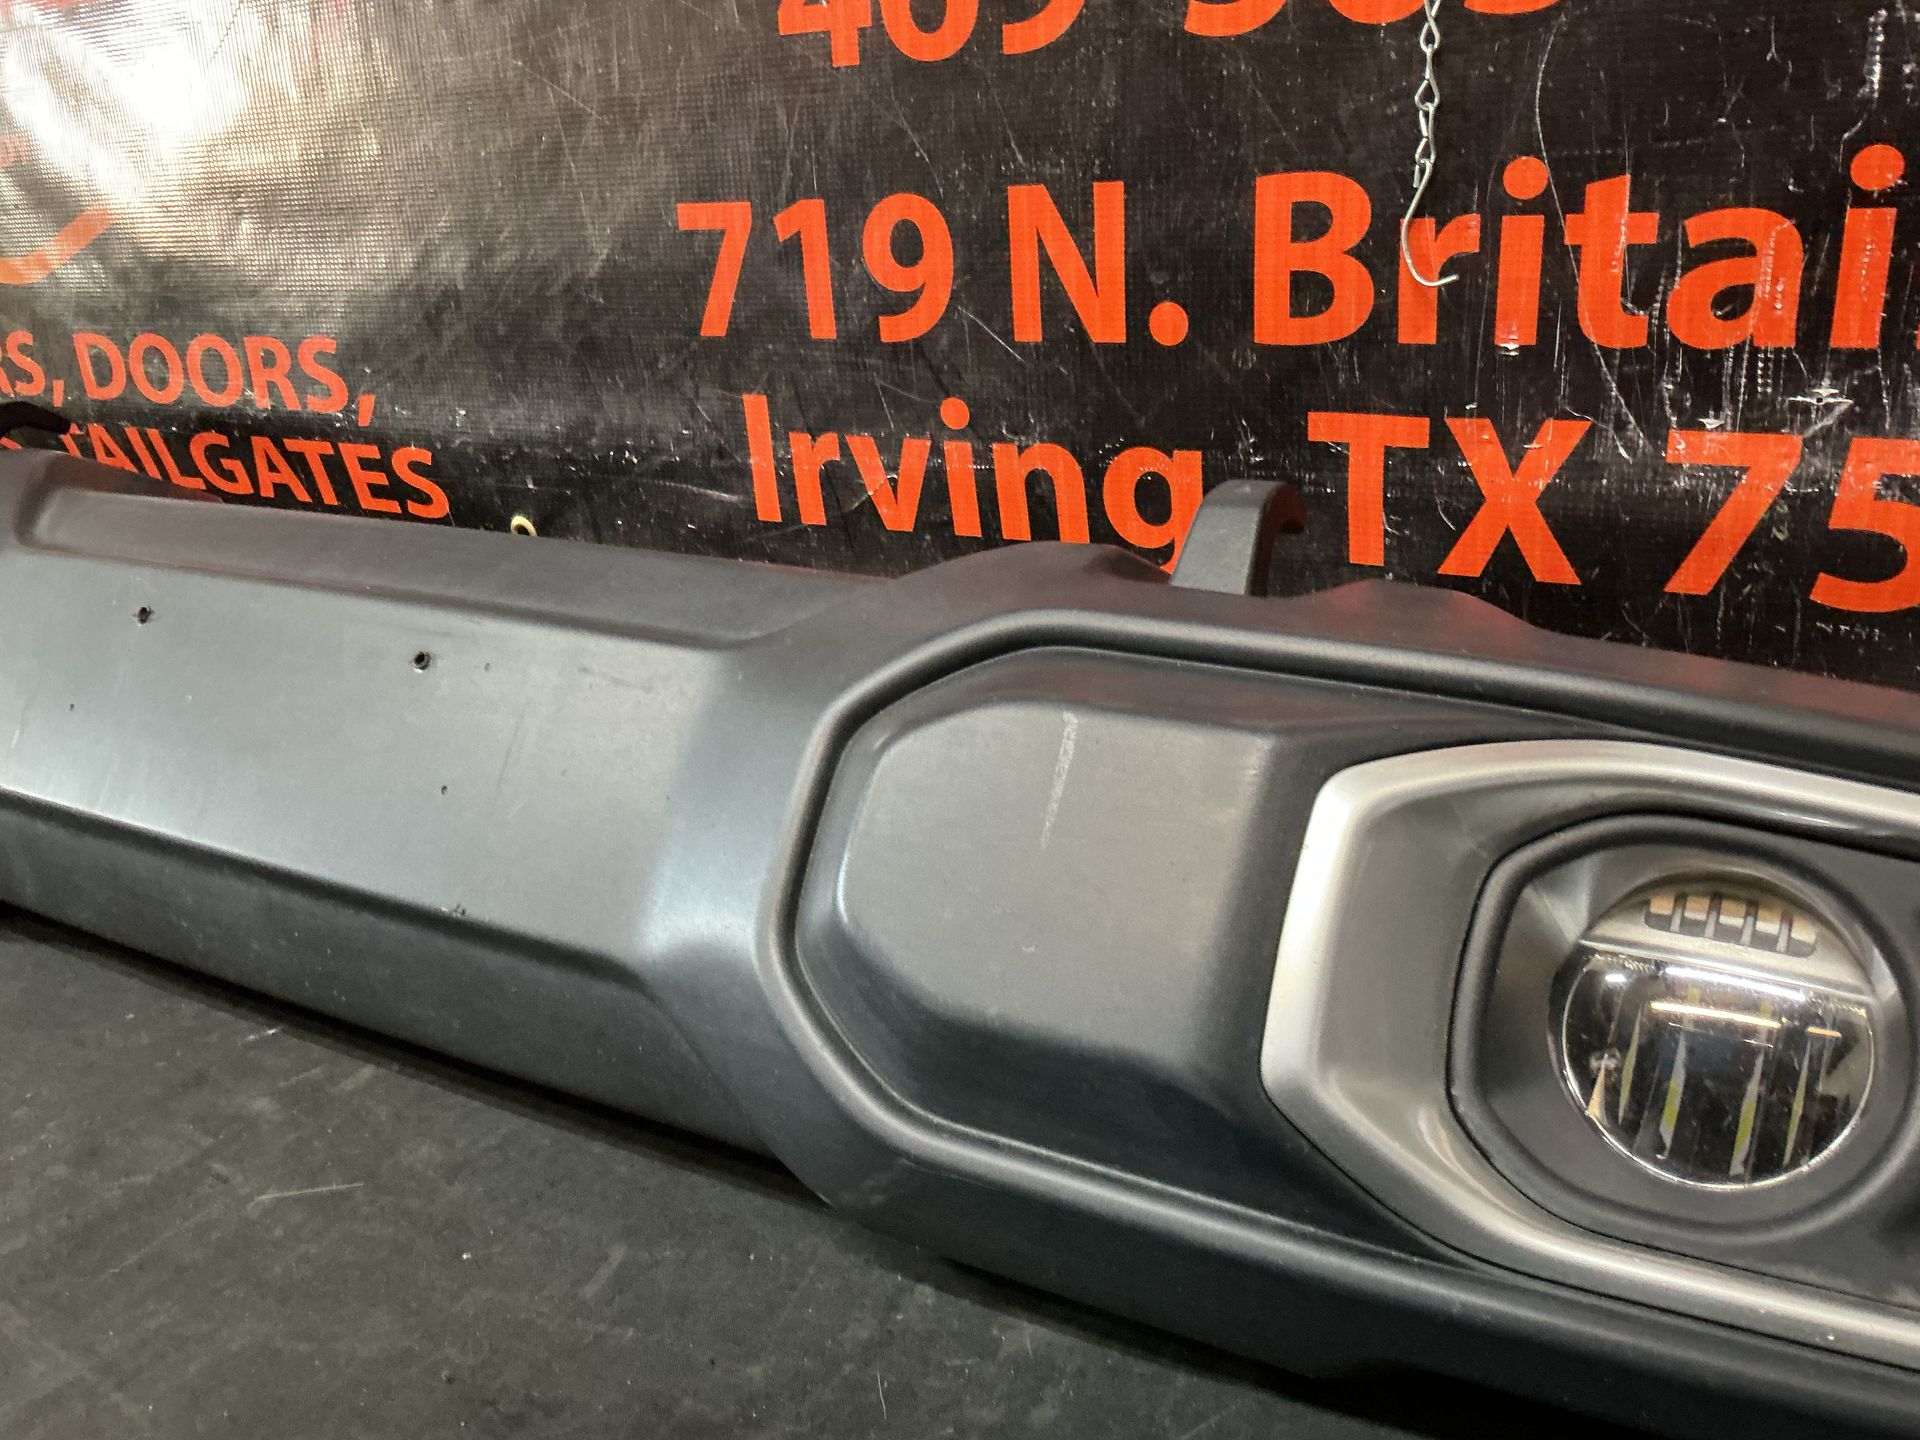 719 N. Britai
Irving TX 75
RS, DOORS,
TAILGATES